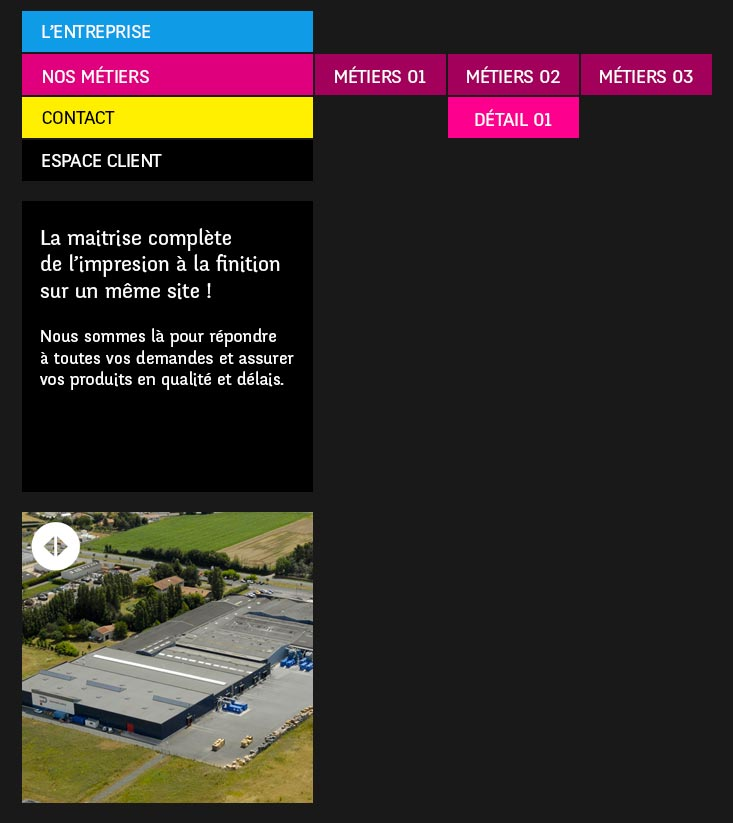 L'ENTREPRISE
NOS MÉTIERS
MÉTIERS 01
MÉTIERS 02
MÉTIERS 03
CONTACT
DÉTAIL 01
ESPACE CLIENT
La maitrise complète
de l'impresion à la finition
sur un même site !
Nous sommes là pour répondre
à toutes vos demandes et assurer
vos produits en qualité et délais.